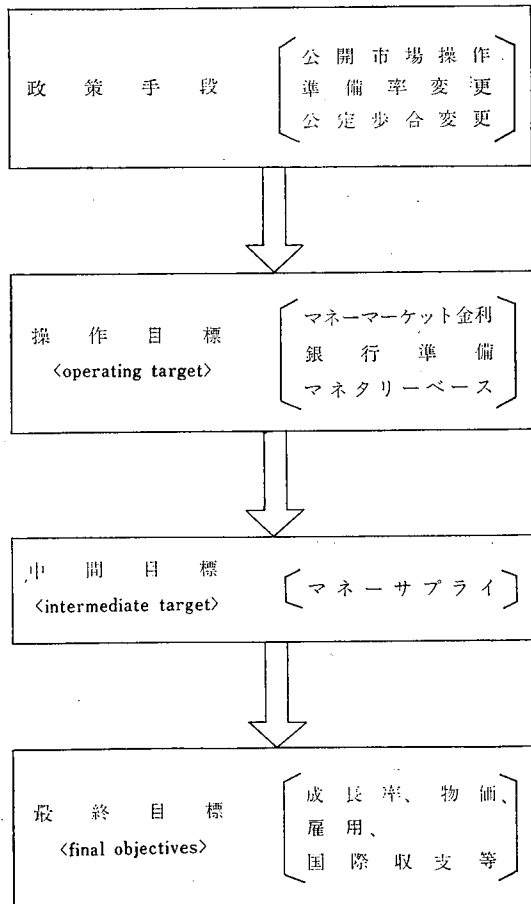 政策手段
公開市場操作
準備率変更
公定歩合変更
操作目標
<operating target>
マネーマーケット金利
銀行準備
マネタリーベース
中間目標
<intermediate target>
マネーサプライ
最終目標
<final objectives>
成長率、物価、
雇用、
国際収支等